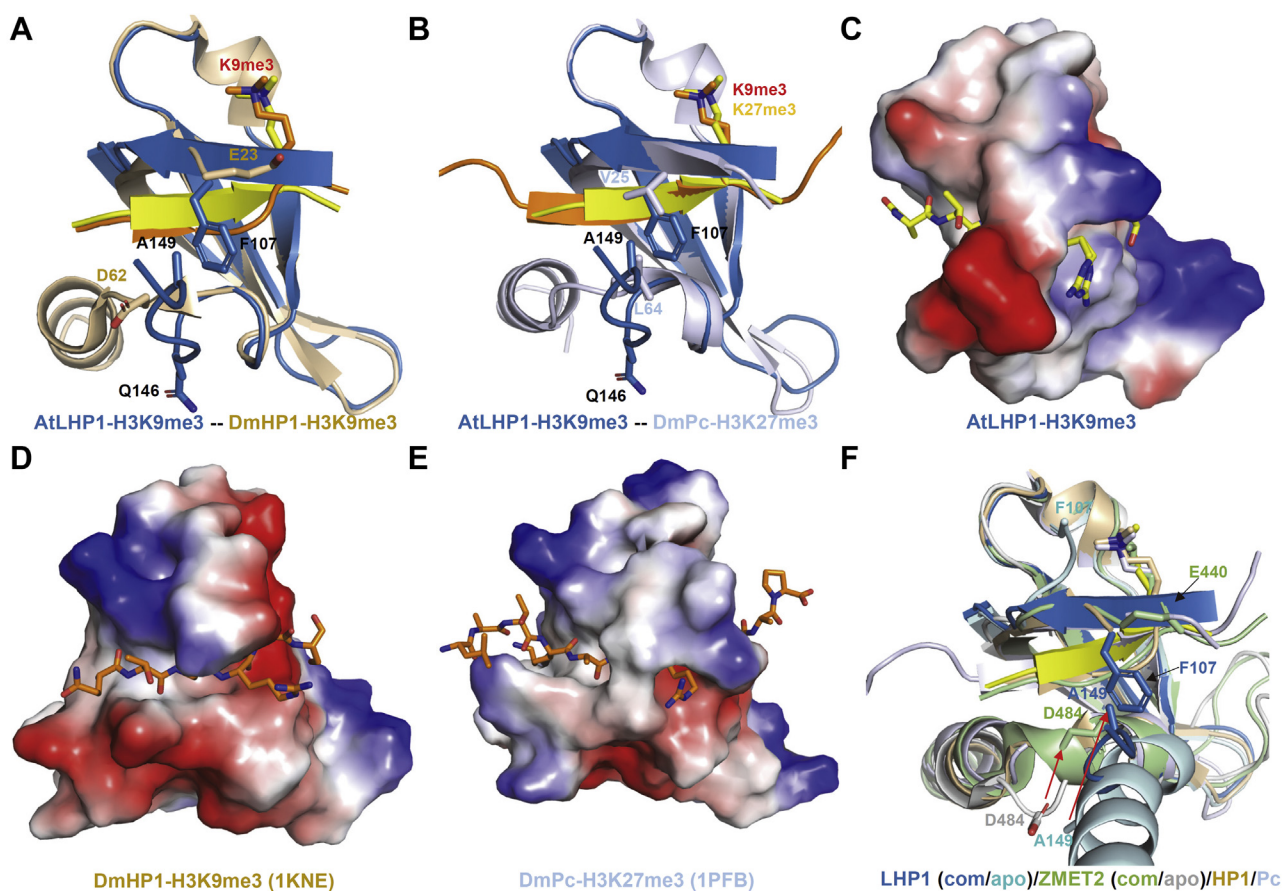 A
K9me3
E23
A149
F107
D62
Q146
AtLHP1-H3K9me3 -- DmHP1-H3K9me3
B
K9me3
K27me3
V25
A149
F107
L64
Q146
AtLHP1-H3K9me3 -- DmPc-H3K27me3
C
AtLHP1-H3K9me3
D
DmHP1-H3K9me3 (1KNE)
E
DmPc-H3K27me3 (1PFB)
F
F107
E440
F107
A149
D484
D484
A149
LHP1 (com/apo)/ZMET2 (com/apo)/HP1/Pc